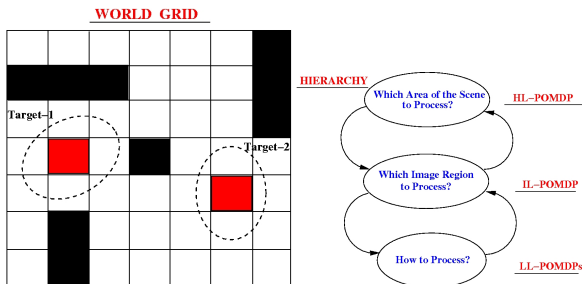 WORLD GRID
Target-1
Target-2
HIERARCHY
Which Area of the Scene
to Process?
HL-POMDP
Which Image Region
to Process?
IL-POMDP
How to Process?
LL-POMDPs